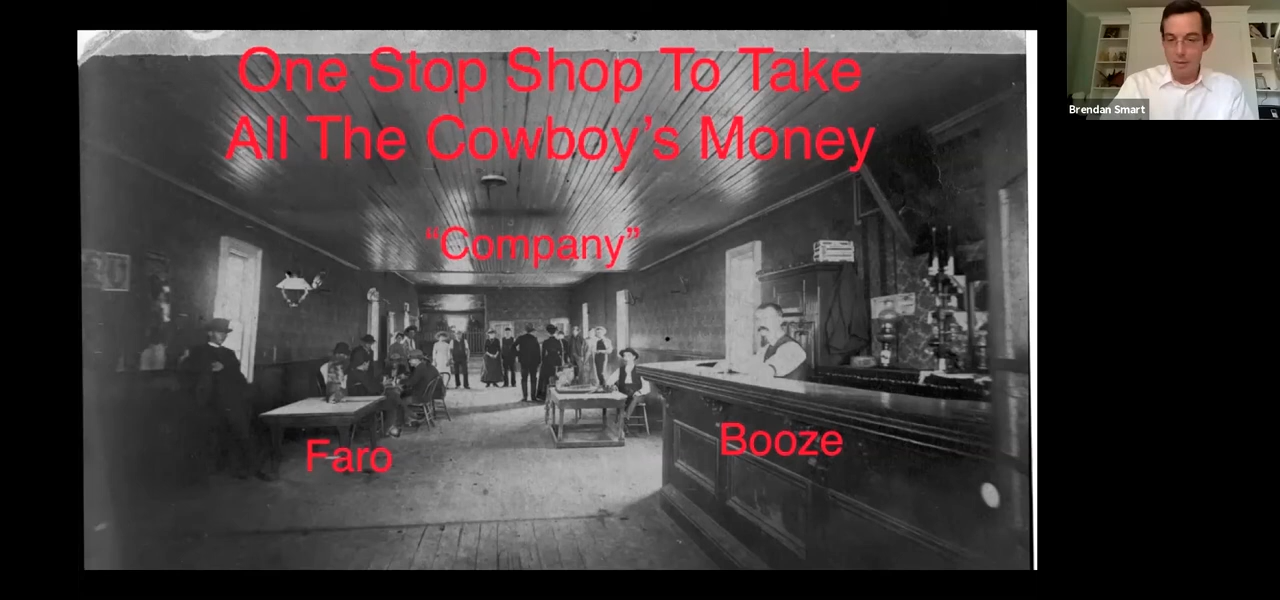 One Stop Shop To Take
All The Cowboy's Money
“Company”
Faro
Booze
Brendan Smart